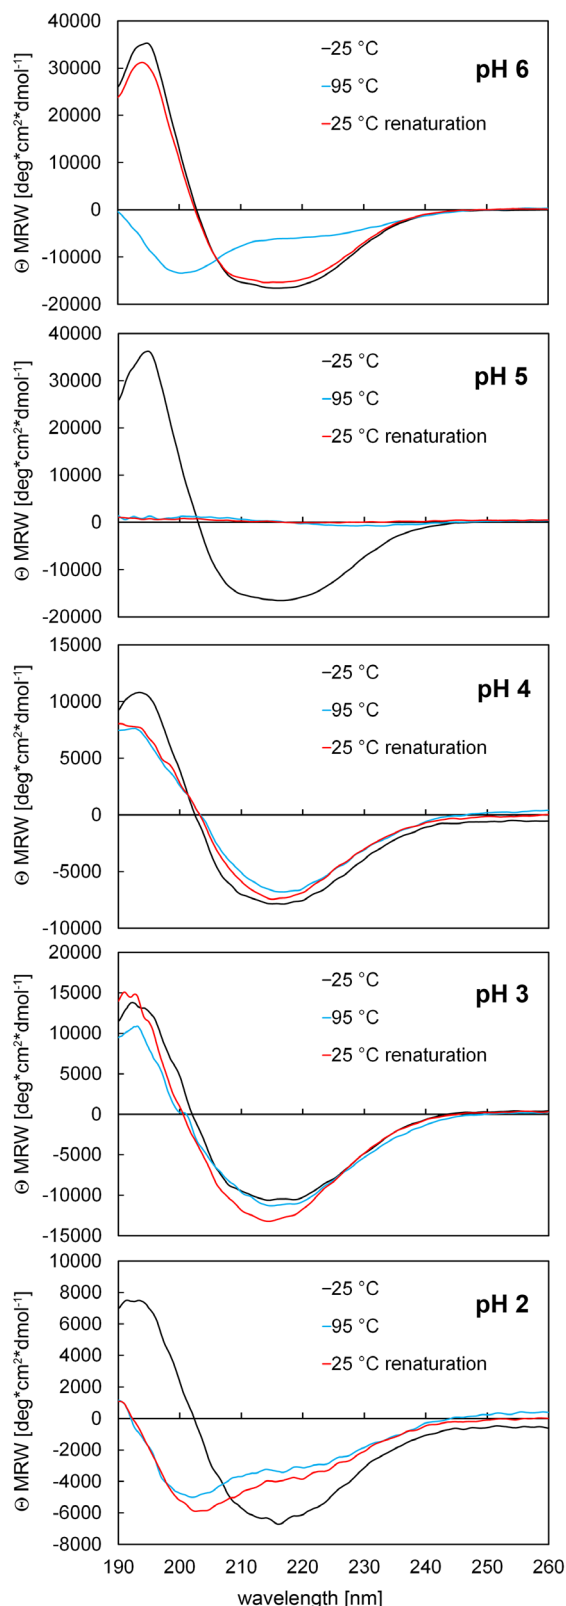 40000
30000
20000
10000
0
-10000
-20000
Θ MRW [deg*cm²*dmol⁻¹]
−25 °C
−95 °C
−25 °C renaturation
pH 6
40000
30000
20000
10000
0
-10000
-20000
Θ MRW [deg*cm²*dmol⁻¹]
−25 °C
−95 °C
−25 °C renaturation
pH 5
15000
10000
5000
0
-5000
-10000
Θ MRW [deg*cm²*dmol⁻¹]
−25 °C
−95 °C
−25 °C renaturation
pH 4
20000
15000
10000
5000
0
-5000
-10000
-15000
Θ MRW [deg*cm²*dmol⁻¹]
−25 °C
−95 °C
−25 °C renaturation
pH 3
10000
8000
6000
4000
2000
0
-2000
-4000
-6000
-8000
Θ MRW [deg*cm²*dmol⁻¹]
−25 °C
−95 °C
−25 °C renaturation
pH 2
190 200 210 220 230 240 250 260
wavelength [nm]